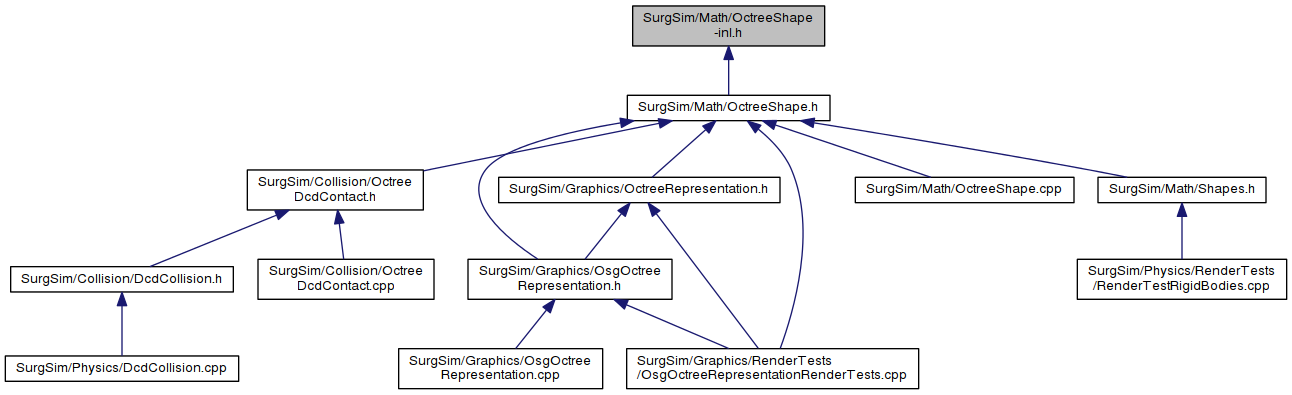 SurgSim/Math/OctreeShape
-inl.h
SurgSim/Math/OctreeShape.h
SurgSim/Collision/Octree
DcdContact.h
SurgSim/Graphics/OctreeRepresentation.h
SurgSim/Math/OctreeShape.cpp
SurgSim/Math/Shapes.h
SurgSim/Collision/DcdCollision.h
SurgSim/Collision/Octree
DcdContact.cpp
SurgSim/Graphics/OsgOctree
Representation.h
SurgSim/Physics/RenderTests
/RenderTestRigidBodies.cpp
SurgSim/Physics/DcdCollision.cpp
SurgSim/Graphics/OsgOctree
Representation.cpp
SurgSim/Graphics/RenderTests
/OsgOctreeRepresentationRenderTests.cpp